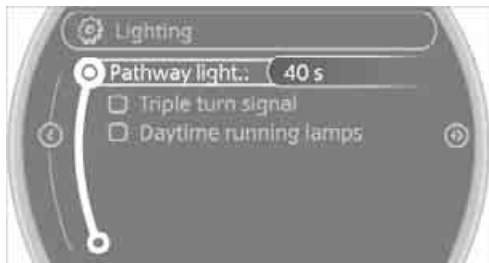 Lighting
Pathway light.: 40 s
Triple turn signal
Daytime running lamps